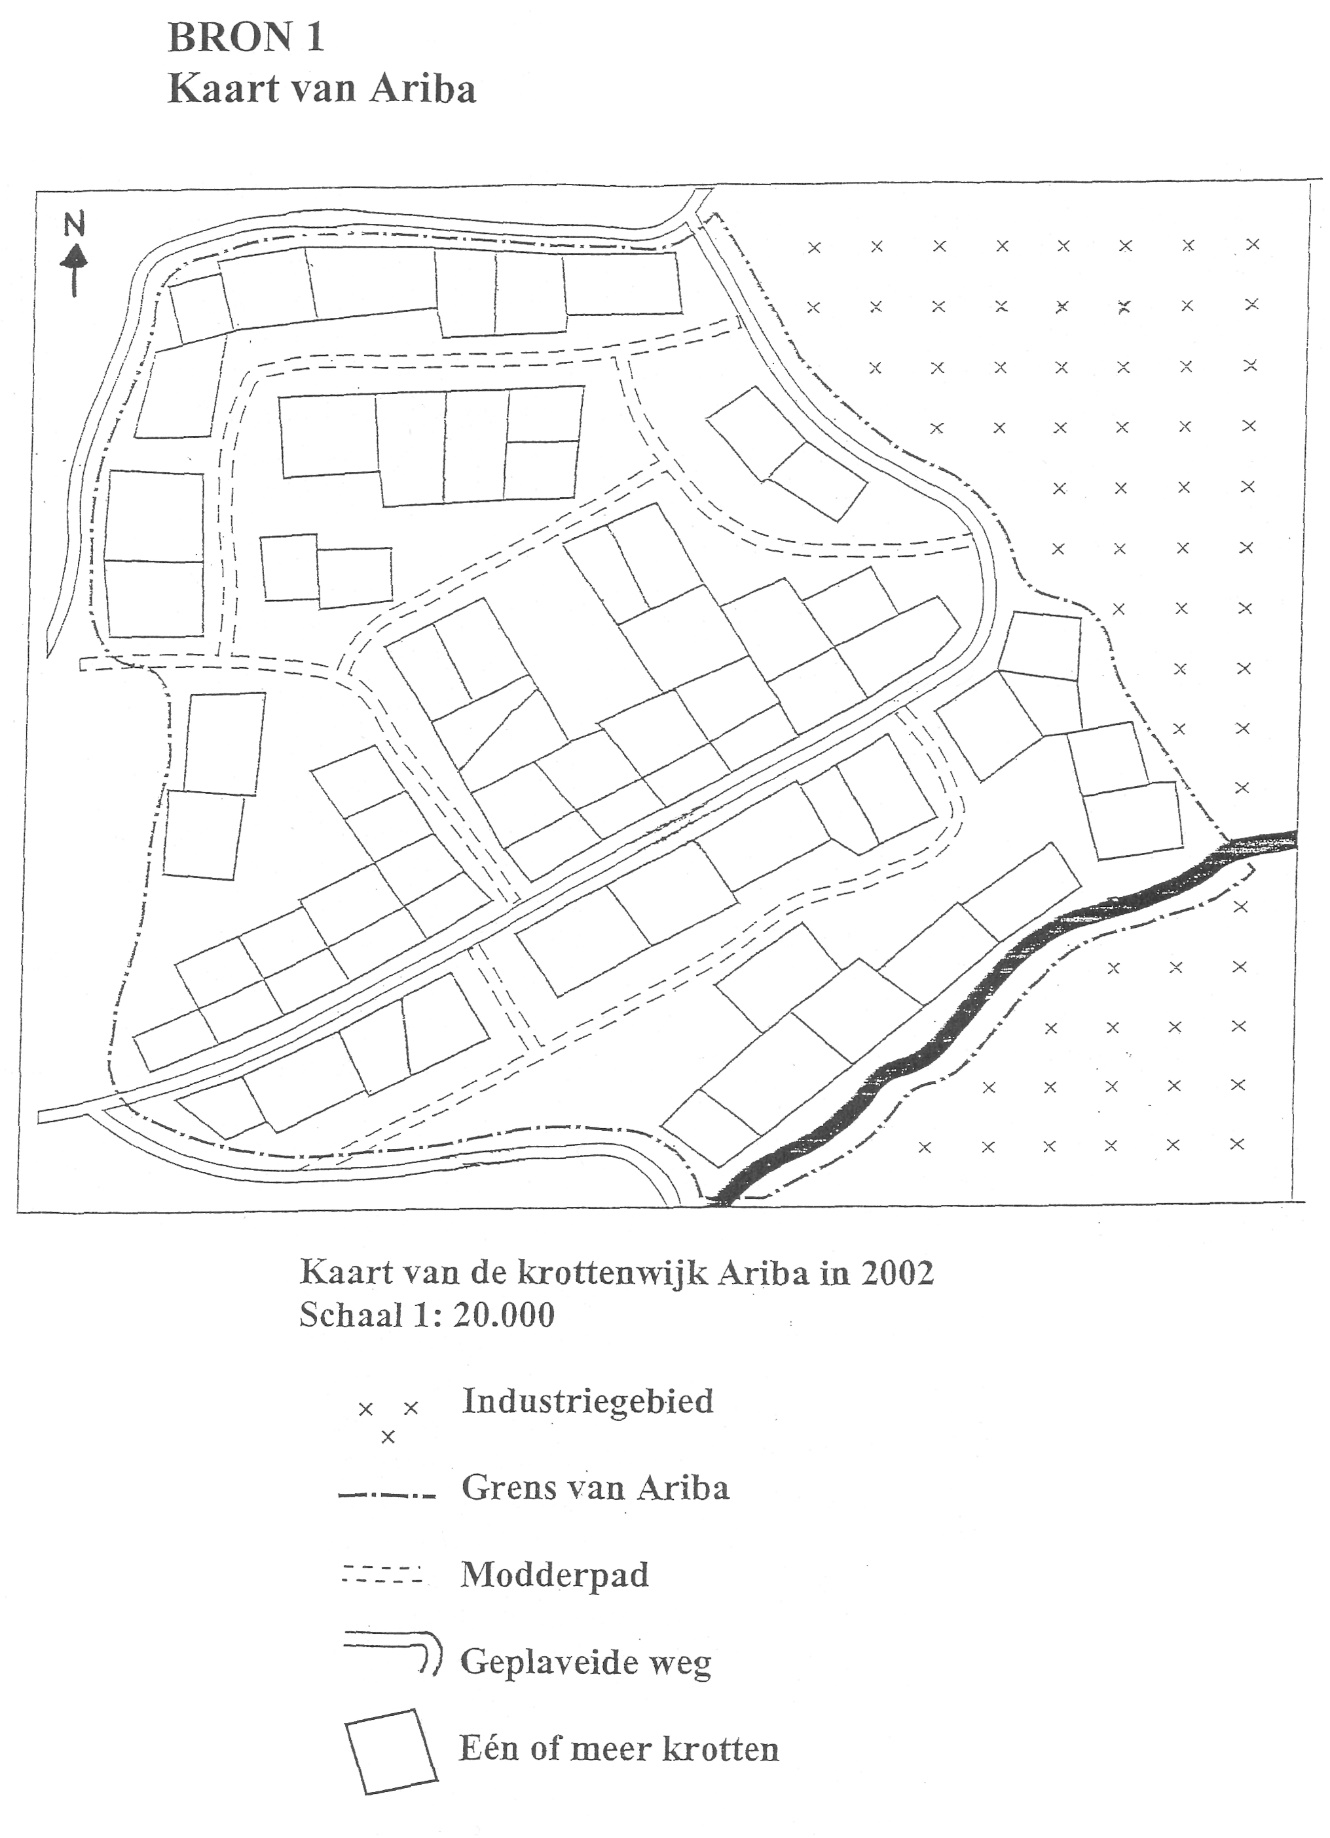 BRON 1
Kaart van Ariba
N
Kaart van de krottenwijk Ariba in 2002
Schaal 1: 20.000
Industriegebied
Grens van Ariba
Modderpad
Geplaveide weg
Eén of meer krotten